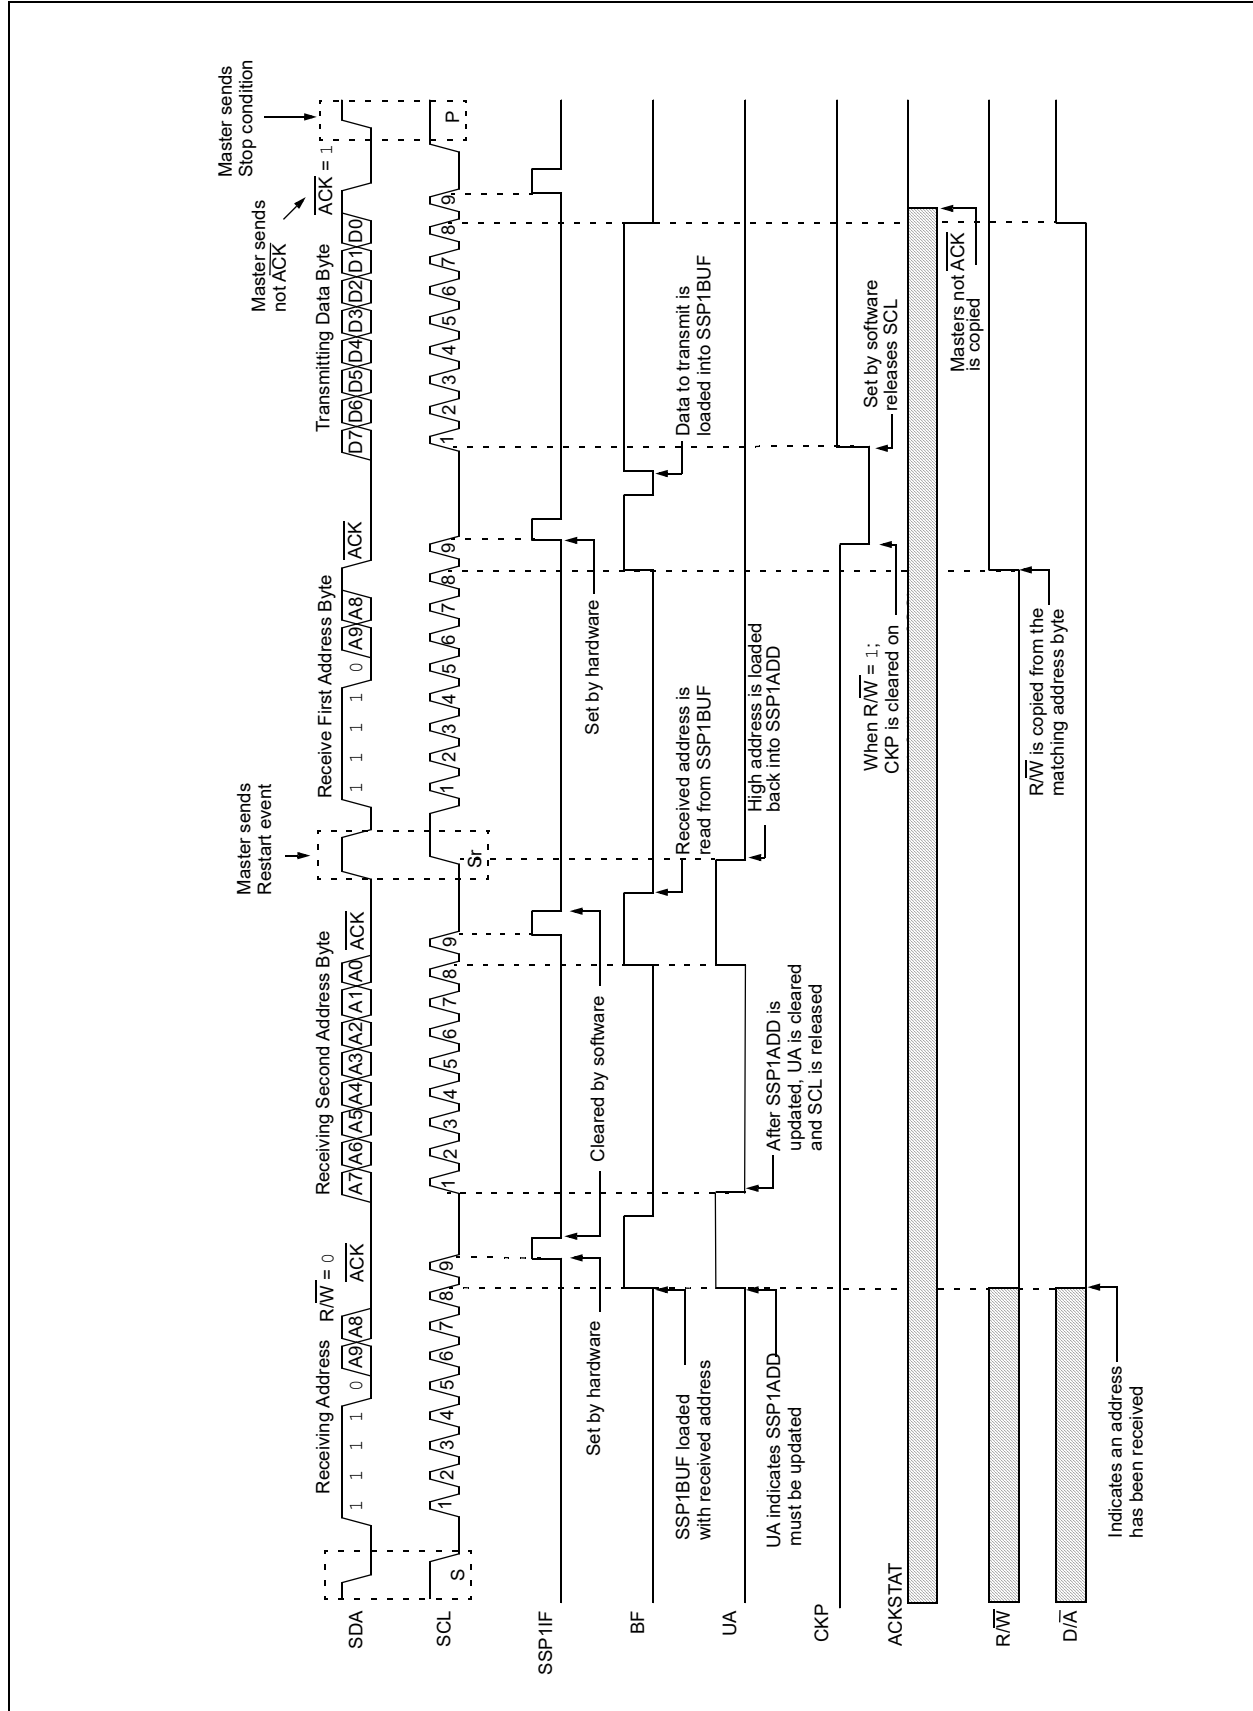 Master sends
Stop condition
Master sends
not ACK
Master sends
Restart event
Receiving Address R/W = 0
Receiving Second Address Byte
Receive First Address Byte
Transmitting Data Byte
ACK = 1
SDA
1 1 1 1 0 A9 A8 ACK
A7 A6 A5 A4 A3 A2 A1 A0 ACK
1 1 1 1 0 A9 A8 ACK
D7 D6 D5 D4 D3 D2 D1 D0
SCL
S 1 2 3 4 5 6 7 8 9
1 2 3 4 5 6 7 8 9
Sr
1 2 3 4 5 6 7 8 9
1 2 3 4 5 6 7 8 9
P
SSP1IF
Set by hardware
Cleared by software
Set by hardware
BF
SSP1BUF loaded
with received address
Received address is
read from SSP1BUF
Data to transmit is
loaded into SSP1BUF
UA
UA indicates SSP1ADD
must be updated
After SSP1ADD is
updated, UA is cleared
and SCL is released
High address is loaded
back into SSP1ADD
CKP
When R/W = 1;
CKP is cleared on
Set by software
releases SCL
ACKSTAT
Masters not ACK
is copied
R/W
R/W is copied from the
matching address byte
D/A
Indicates an address
has been received